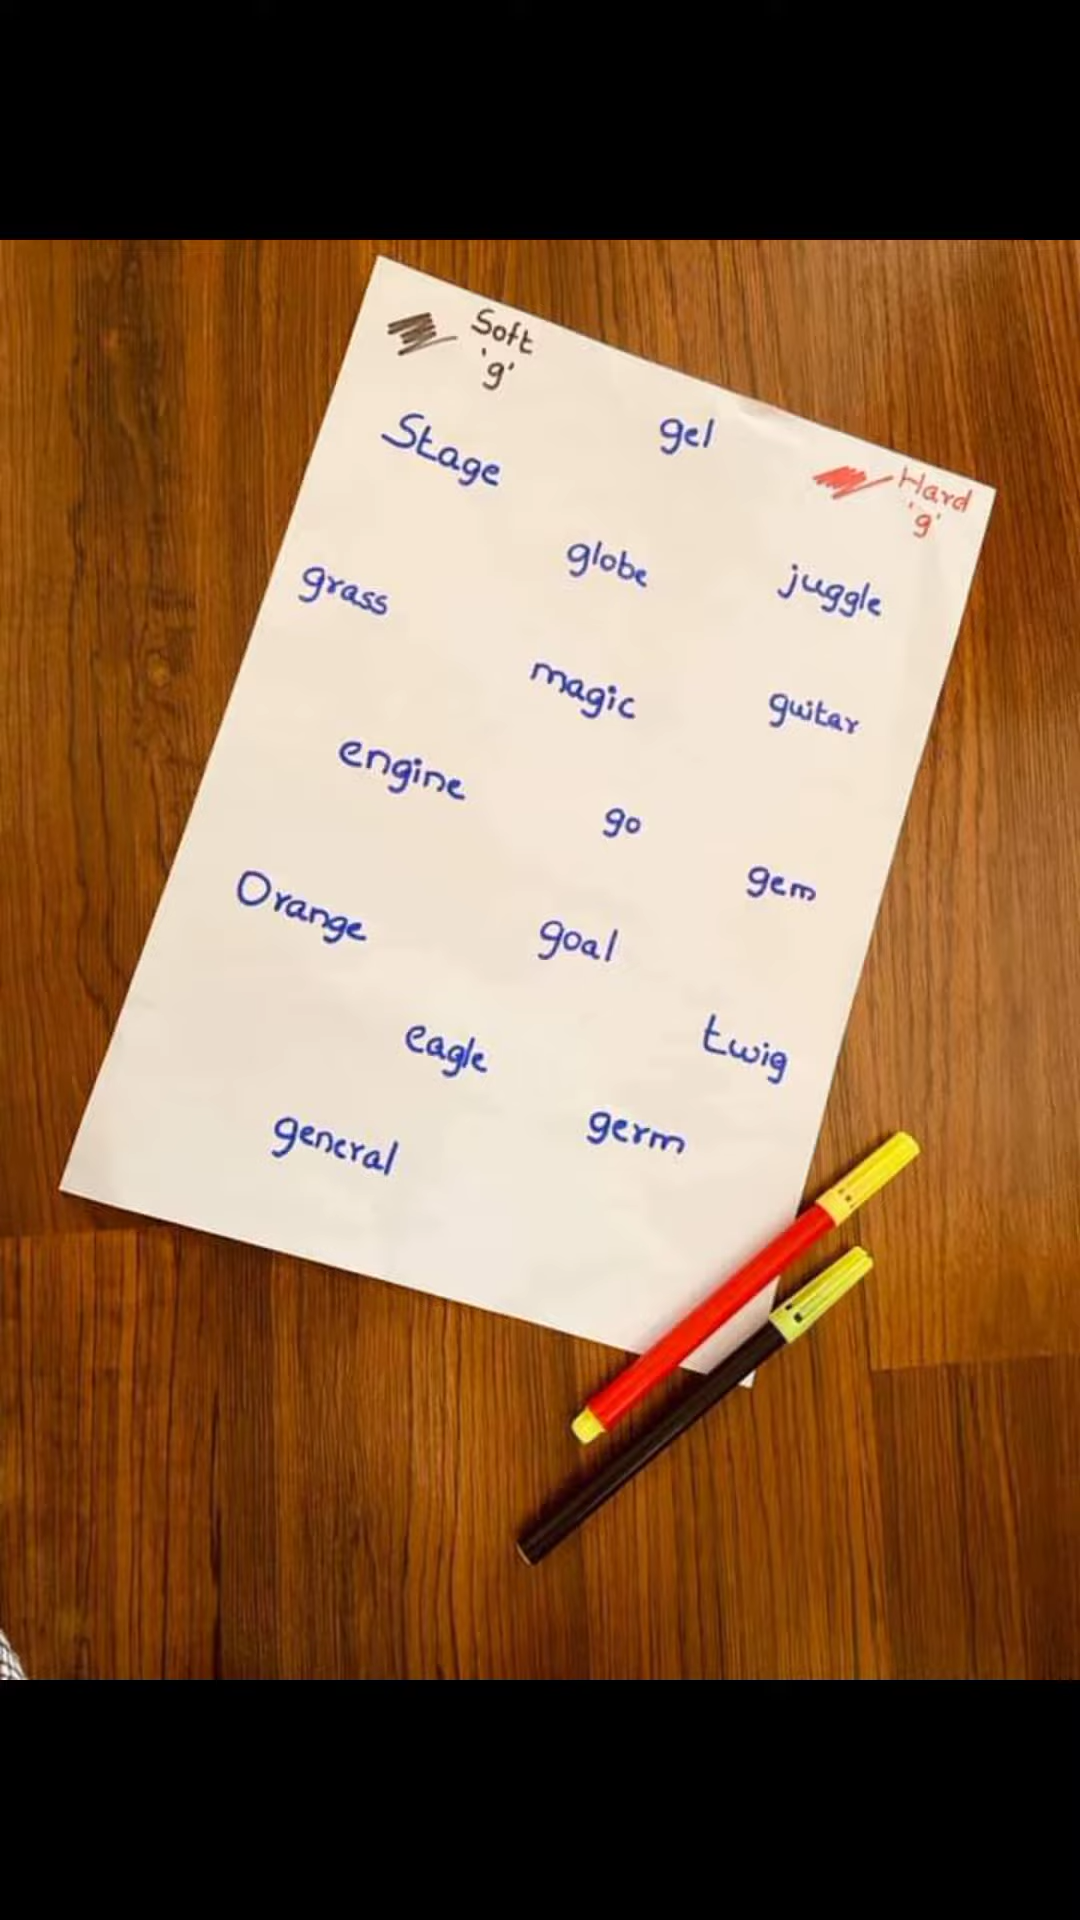 Soft
'g'
gel
Stage
Hard
'g'
globe
juggle
grass
magic
guitar
engine
go
gem
Orange
goal
eagle
twig
general
germ